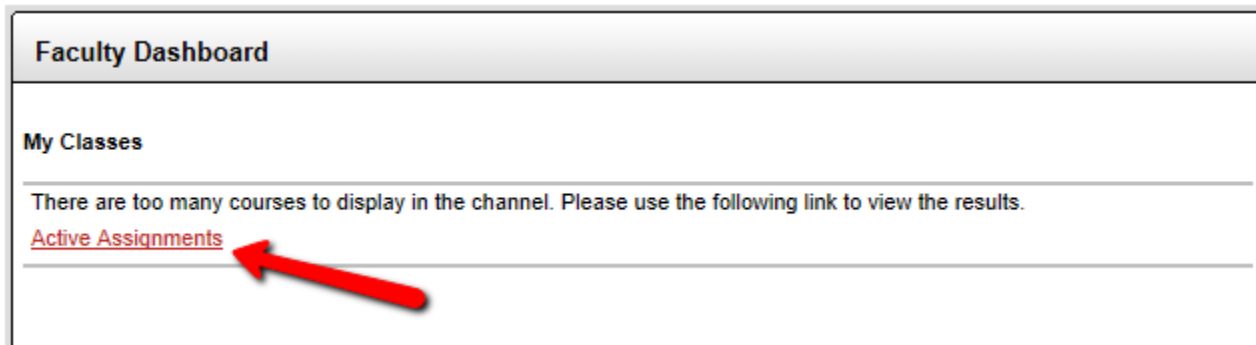 Faculty Dashboard
My Classes
There are too many courses to display in the channel. Please use the following link to view the results.
Active Assignments